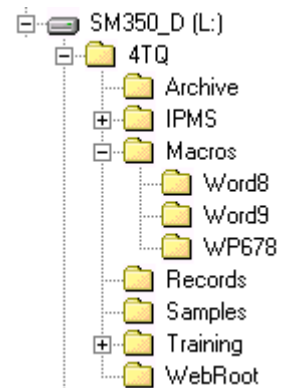 SM350_D (L:)
4TQ
Archive
IPMS
Macros
Word8
Word9
WP678
Records
Samples
Training
WebRoot